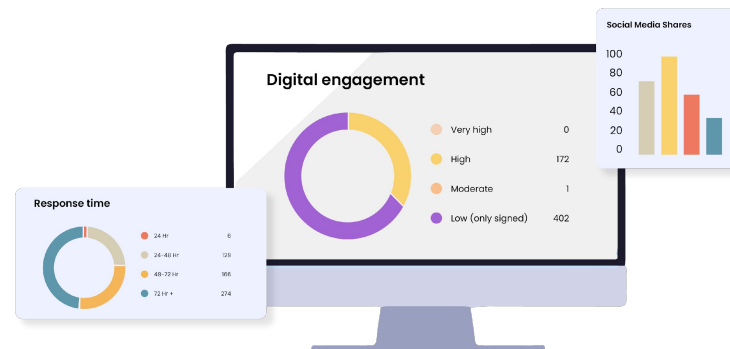 Social Media Shares
100
80
60
40
20
0
Digital engagement
Very high 0
High 172
Moderate 1
Low (only signed) 402
Response time
24 Hr 6
24-48 Hr 139
48-72 Hr 166
72 Hr + 274